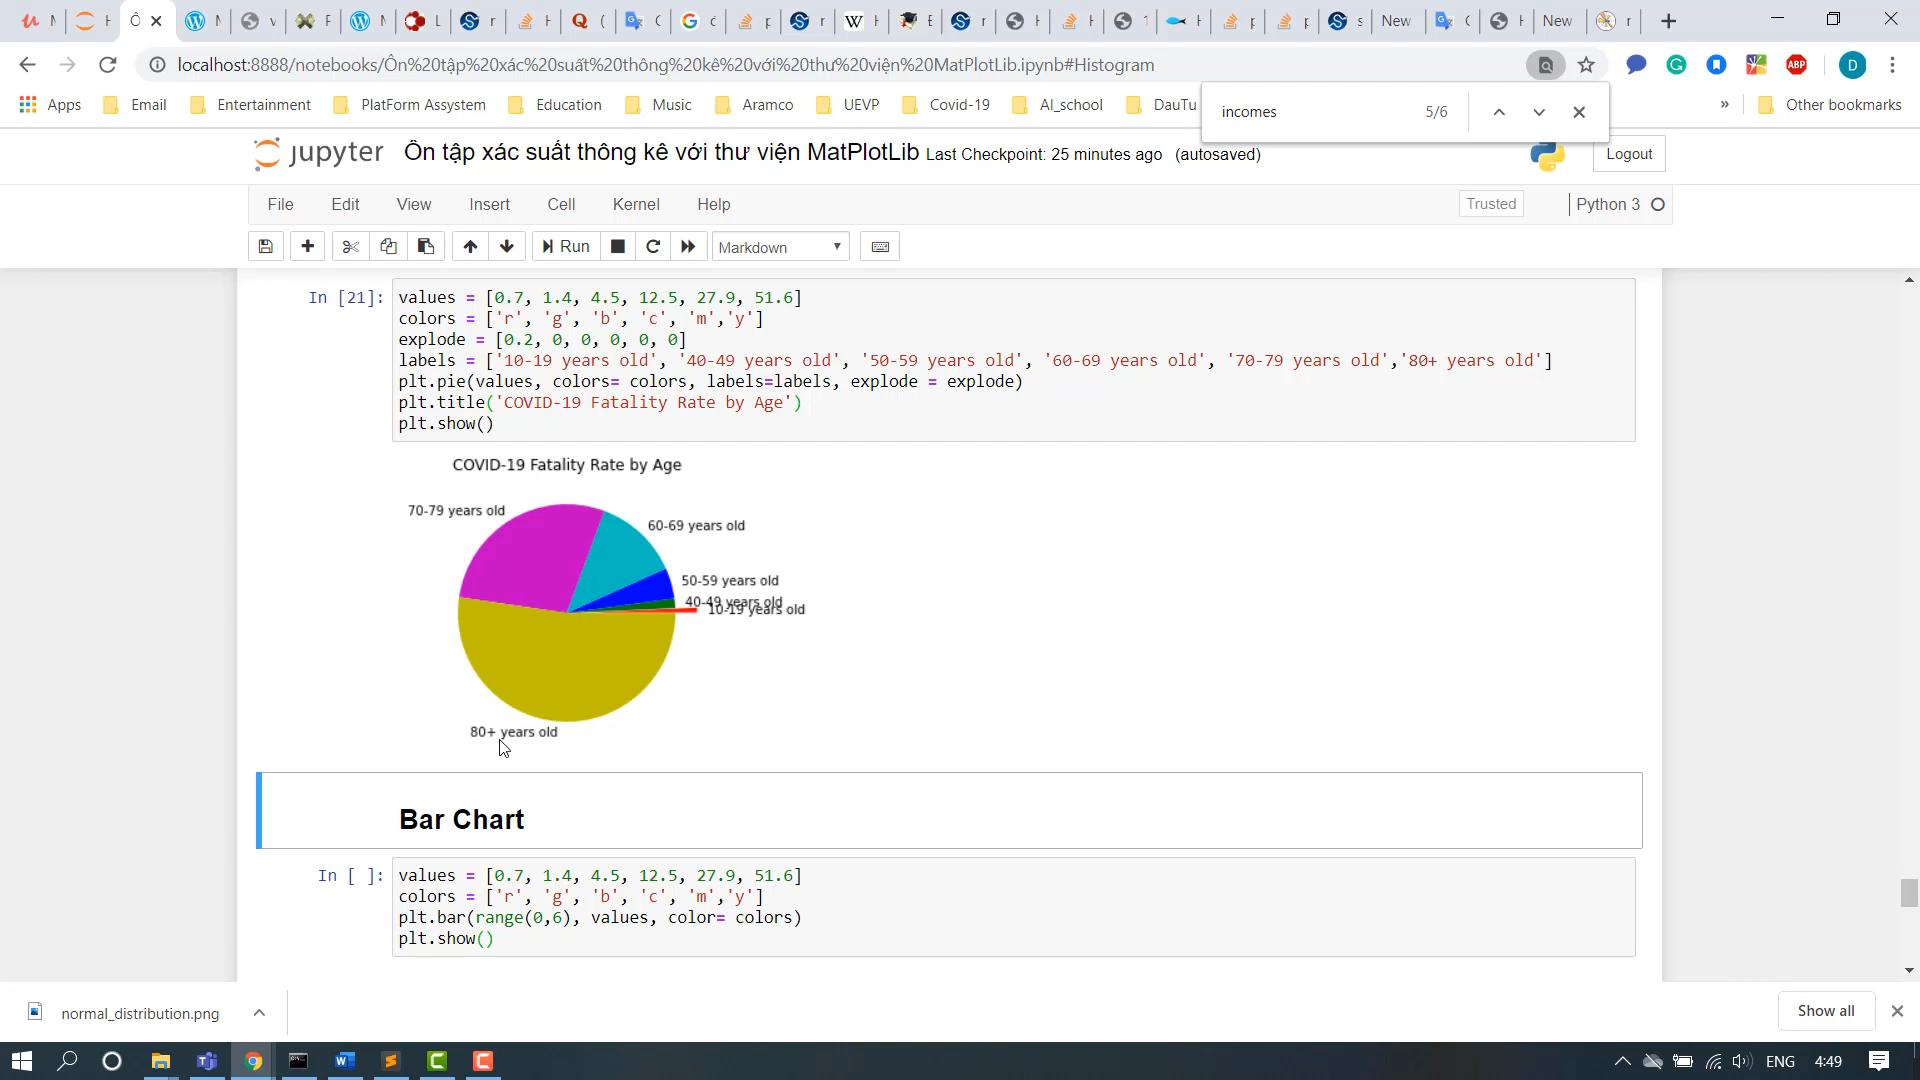 localhost:8888/notebooks/Ôn%20tập%20xác%20suất%20thông%20kê%20với%20thư%20viện%20MatPlotLib.ipynb#Histogram
Apps Email Entertainment PlatForm Assystem Education Music Aramco UEVP Covid-19 AI_school DauTu » Other bookmarks
incomes 5/6
jupyter Ôn tập xác suất thông kê với thư viện MatPlotLib Last Checkpoint: 25 minutes ago (autosaved)
Logout
File Edit View Insert Cell Kernel Help Trusted Python 3
Run Markdown
In [21]: values = [0.7, 1.4, 4.5, 12.5, 27.9, 51.6]
colors = ['r', 'g', 'b', 'c', 'm','y']
explode = [0.2, 0, 0, 0, 0, 0]
labels = ['10-19 years old', '40-49 years old', '50-59 years old', '60-69 years old', '70-79 years old','80+ years old']
plt.pie(values, colors= colors, labels=labels, explode = explode)
plt.title('COVID-19 Fatality Rate by Age')
plt.show()
COVID-19 Fatality Rate by Age
70-79 years old
60-69 years old
50-59 years old
40-49 years old
10-19 years old
80+ years old
Bar Chart
In [ ]: values = [0.7, 1.4, 4.5, 12.5, 27.9, 51.6]
colors = ['r', 'g', 'b', 'c', 'm','y']
plt.bar(range(0,6), values, color= colors)
plt.show()
normal_distribution.png
Show all
ENG 4:49